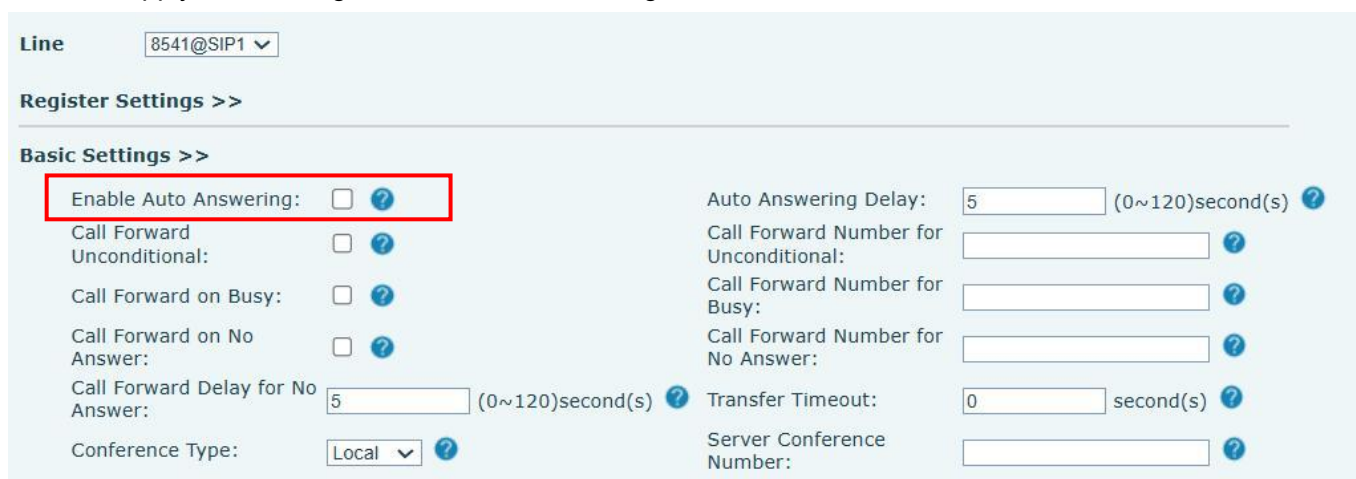 Line 8541@SIP1
Register Settings >>
Basic Settings >>
Enable Auto Answering: ? Auto Answering Delay: 5 (0~120)second(s) ?
Call Forward Unconditional: ? Call Forward Number for Unconditional: ?
Call Forward on Busy: ? Call Forward Number for Busy: ?
Call Forward on No Answer: ? Call Forward Number for No Answer: ?
Call Forward Delay for No Answer: 5 (0~120)second(s) ? Transfer Timeout: 0 second(s) ?
Conference Type: Local ? Server Conference Number: ?